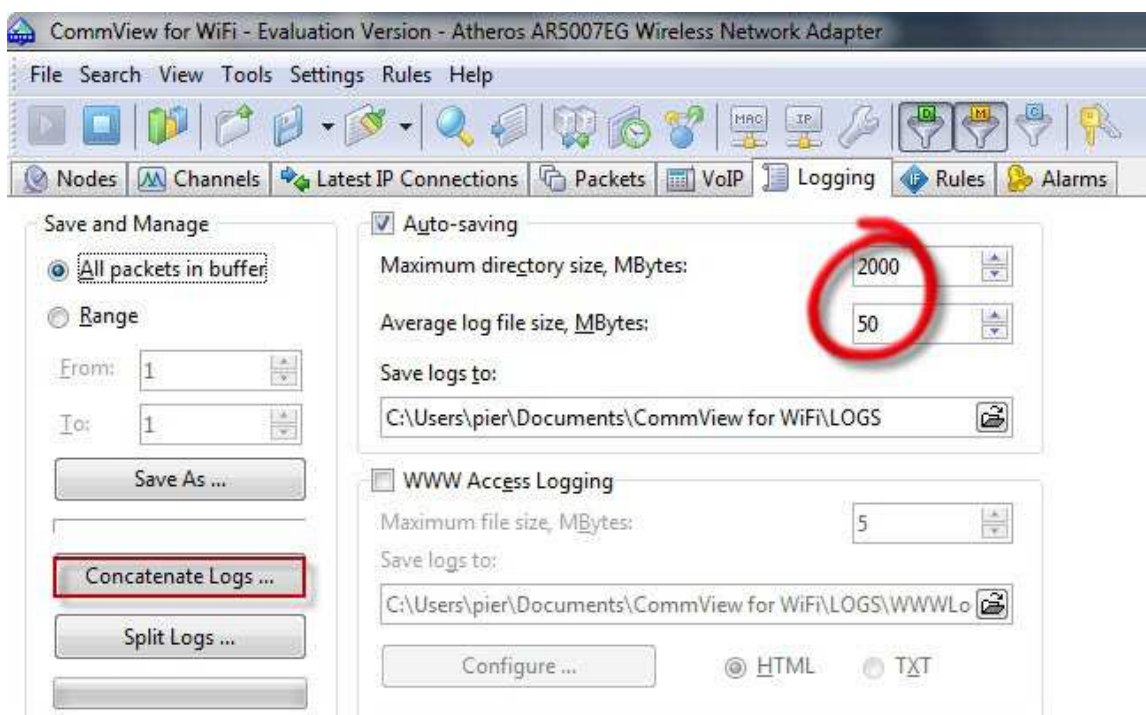 CommView for WiFi - Evaluation Version - Atheros AR5007EG Wireless Network Adapter
File Search View Tools Settings Rules Help
MAC IP D M C
Nodes Channels Latest IP Connections Packets VoIP Logging IF Rules Alarms
Save and Manage
All packets in buffer
Range
From: 1
To: 1
Save As ...
Concatenate Logs ...
Split Logs ...
Auto-saving
Maximum directory size, MBytes: 2000
Average log file size, MBytes: 50
Save logs to:
C:\Users\pier\Documents\CommView for WiFi\LOGS
WWW Access Logging
Maximum file size, MBytes: 5
Save logs to:
C:\Users\pier\Documents\CommView for WiFi\LOGS\WWWLo
Configure ... HTML TXT